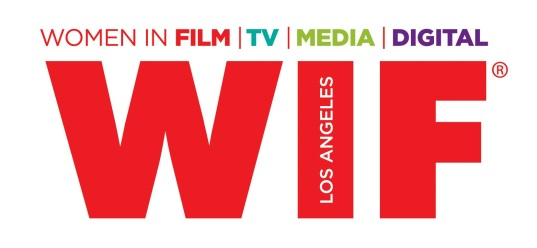 WOMEN IN FILM | TV | MEDIA | DIGITAL
WIF®
LOS ANGELES